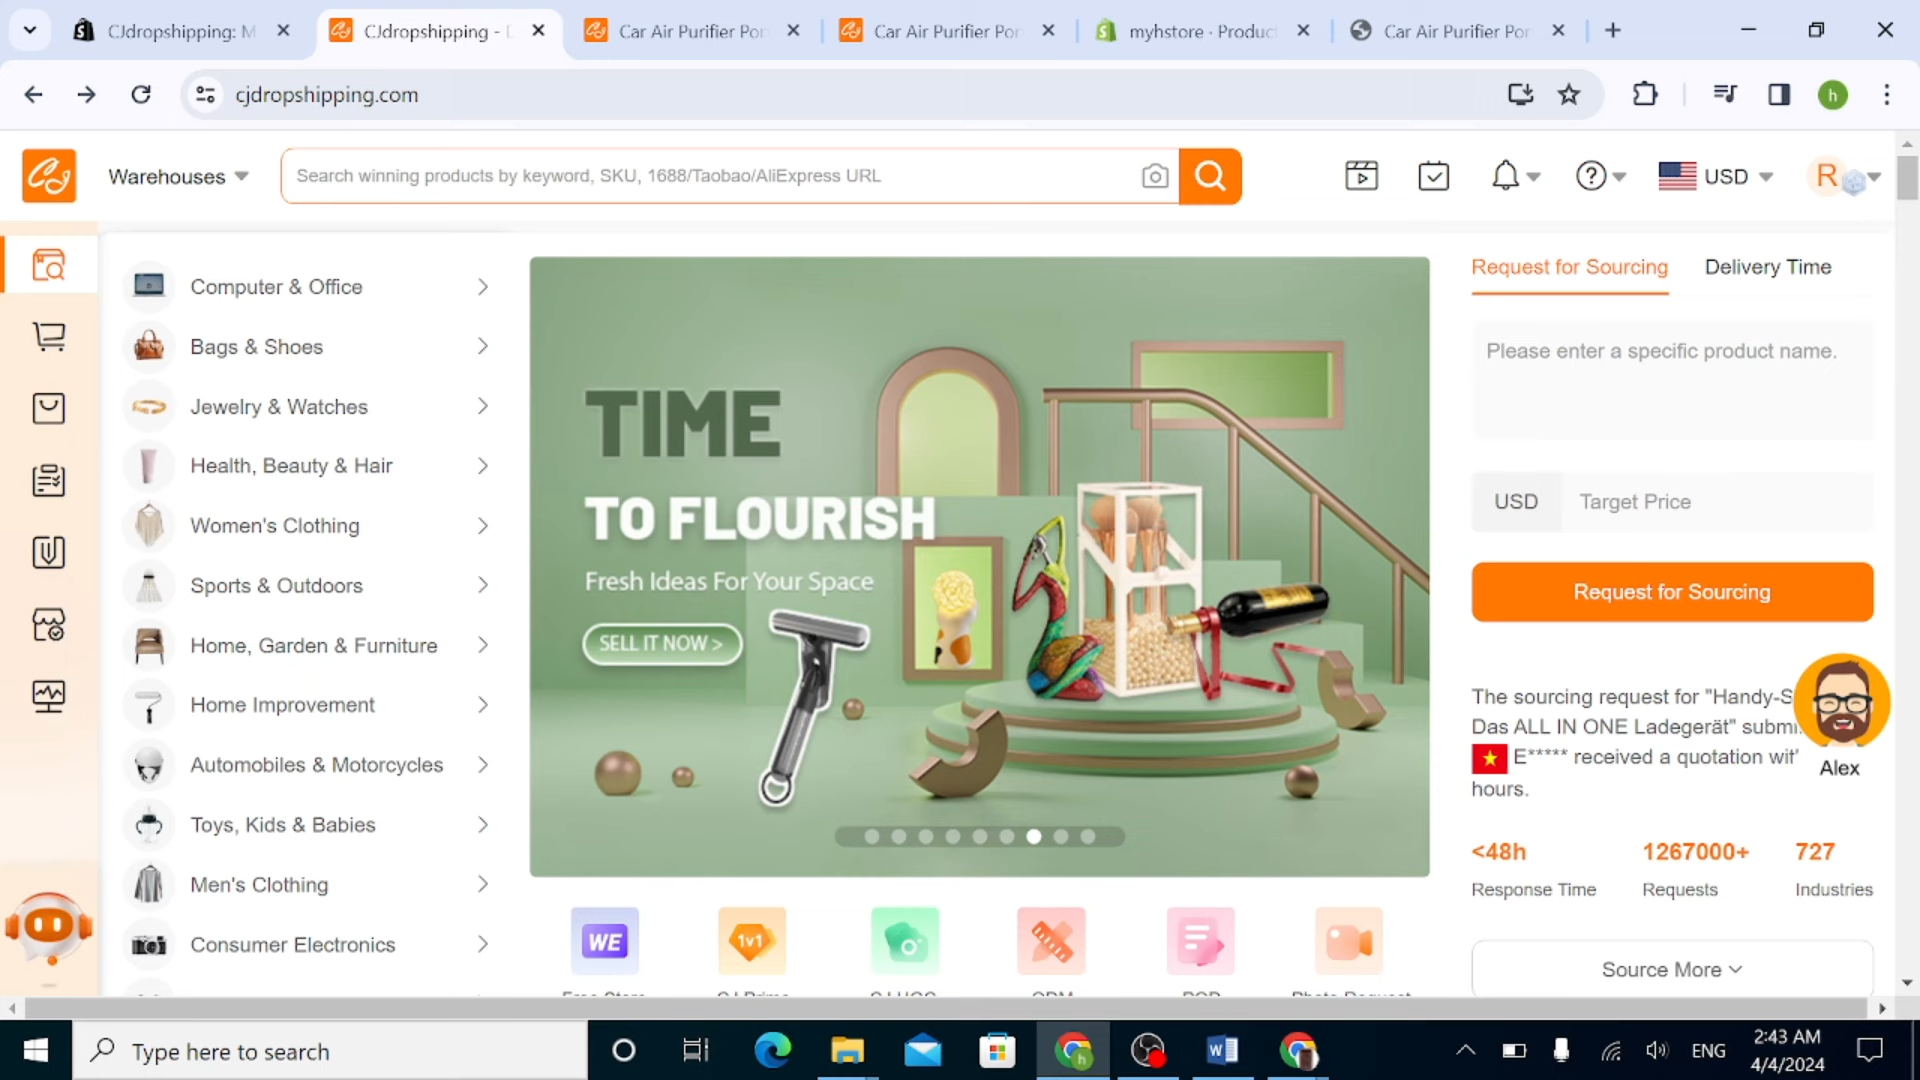 CJdropshipping: M
CJdropshipping - D
Car Air Purifier Por
Car Air Purifier Por
myhstore · Product
Car Air Purifier Por
cjdropshipping.com
h
CJ
Warehouses
Search winning products by keyword, SKU, 1688/Taobao/AliExpress URL
USD
R
Computer & Office
Bags & Shoes
Jewelry & Watches
Health, Beauty & Hair
Women's Clothing
Sports & Outdoors
Home, Garden & Furniture
Home Improvement
Automobiles & Motorcycles
Toys, Kids & Babies
Men's Clothing
Consumer Electronics
TIME
TO FLOURISH
Fresh Ideas For Your Space
SELL IT NOW >
WE
1v1
Free Store
CJ Prime
CJ UGC
ODM
POD
Photo Request
Request for Sourcing
Delivery Time
Please enter a specific product name.
USD
Target Price
Request for Sourcing
The sourcing request for "Handy-S
Das ALL IN ONE Ladegerät" submi
E***** received a quotation wit
hours.
Alex
<48h
1267000+
727
Response Time
Requests
Industries
Source More
Type here to search
h
W
ENG
2:43 AM
4/4/2024